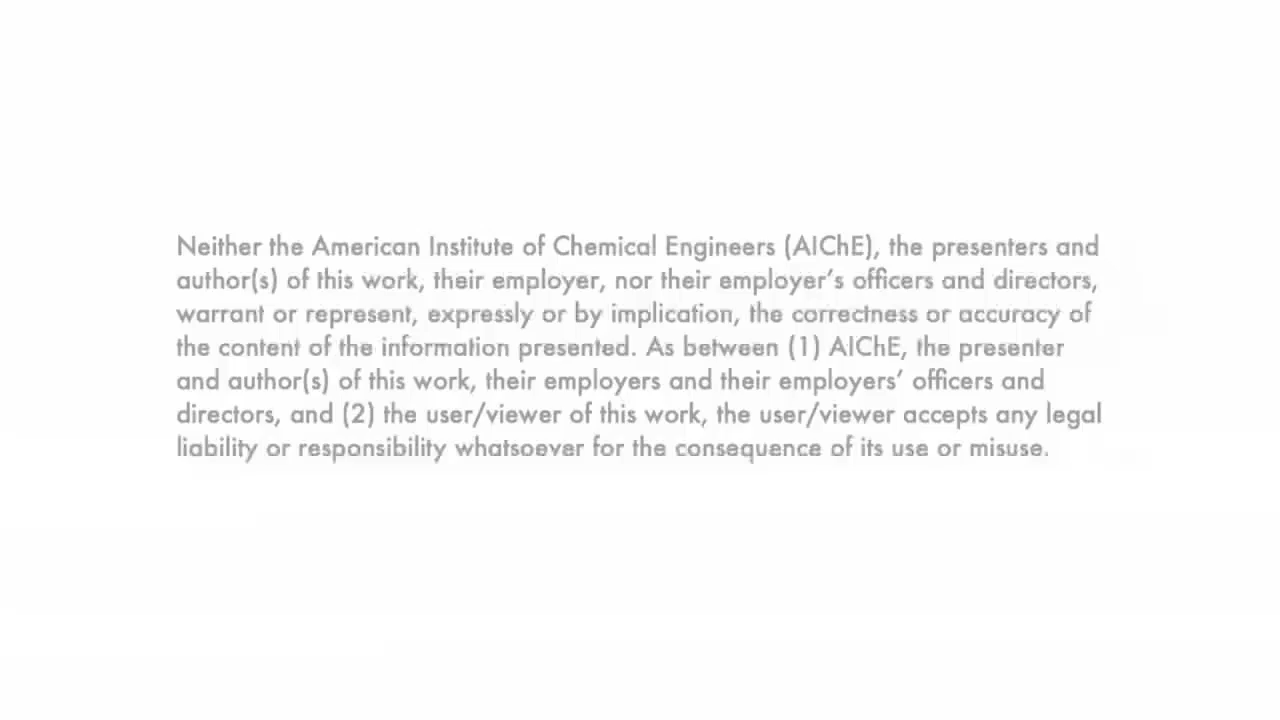 Neither the American Institute of Chemical Engineers (AIChE), the presenters and
author(s) of this work, their employer, nor their employer’s officers and directors,
warrant or represent, expressly or by implication, the correctness or accuracy of
the content of the information presented. As between (1) AIChE, the presenter
and author(s) of this work, their employers and their employers’ officers and
directors, and (2) the user/viewer of this work, the user/viewer accepts any legal
liability or responsibility whatsoever for the consequence of its use or misuse.